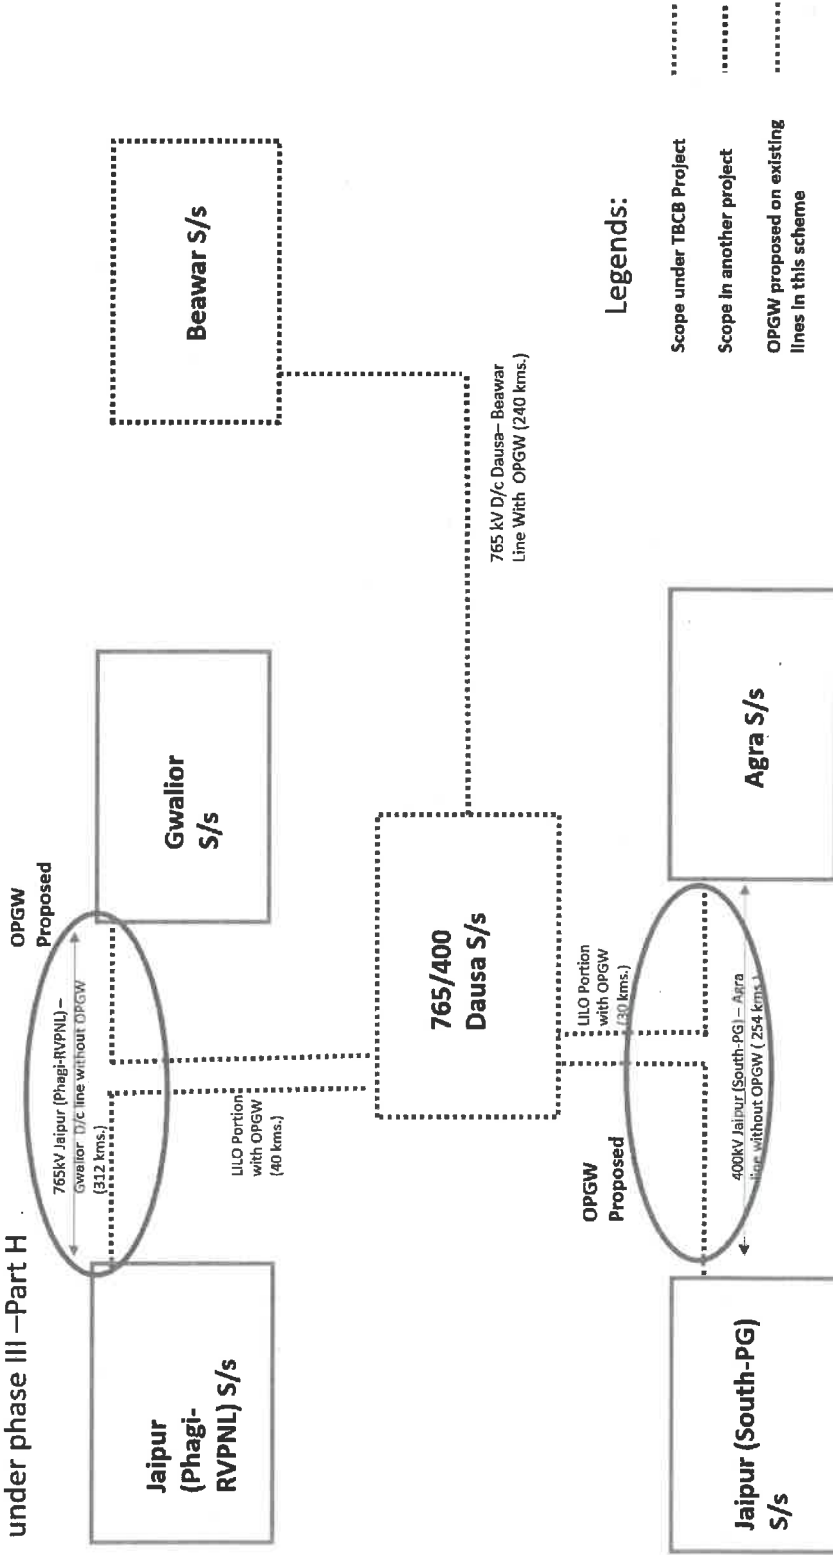 under phase III –Part H
Jaipur
(Phagi-
RVPNL) S/s
765kV Jaipur (Phagi-RVPNL) –
Gwalior D/c line without OPGW
(312 kms.)
OPGW
Proposed
Gwalior
S/s
Beawar S/s
LILO Portion
with OPGW
(40 kms.)
765/400
Dausa S/s
765 kV D/c Dausa– Beawar
Line With OPGW (240 kms.)
LILO Portion
with OPGW
(30 kms.)
OPGW
Proposed
Jaipur (South-PG)
S/s
400kV Jaipur (South-PG) – Agra
line without OPGW ( 254 kms.)
Agra S/s
Legends:
Scope under TBCB Project
Scope in another project
OPGW proposed on existing
lines in this scheme